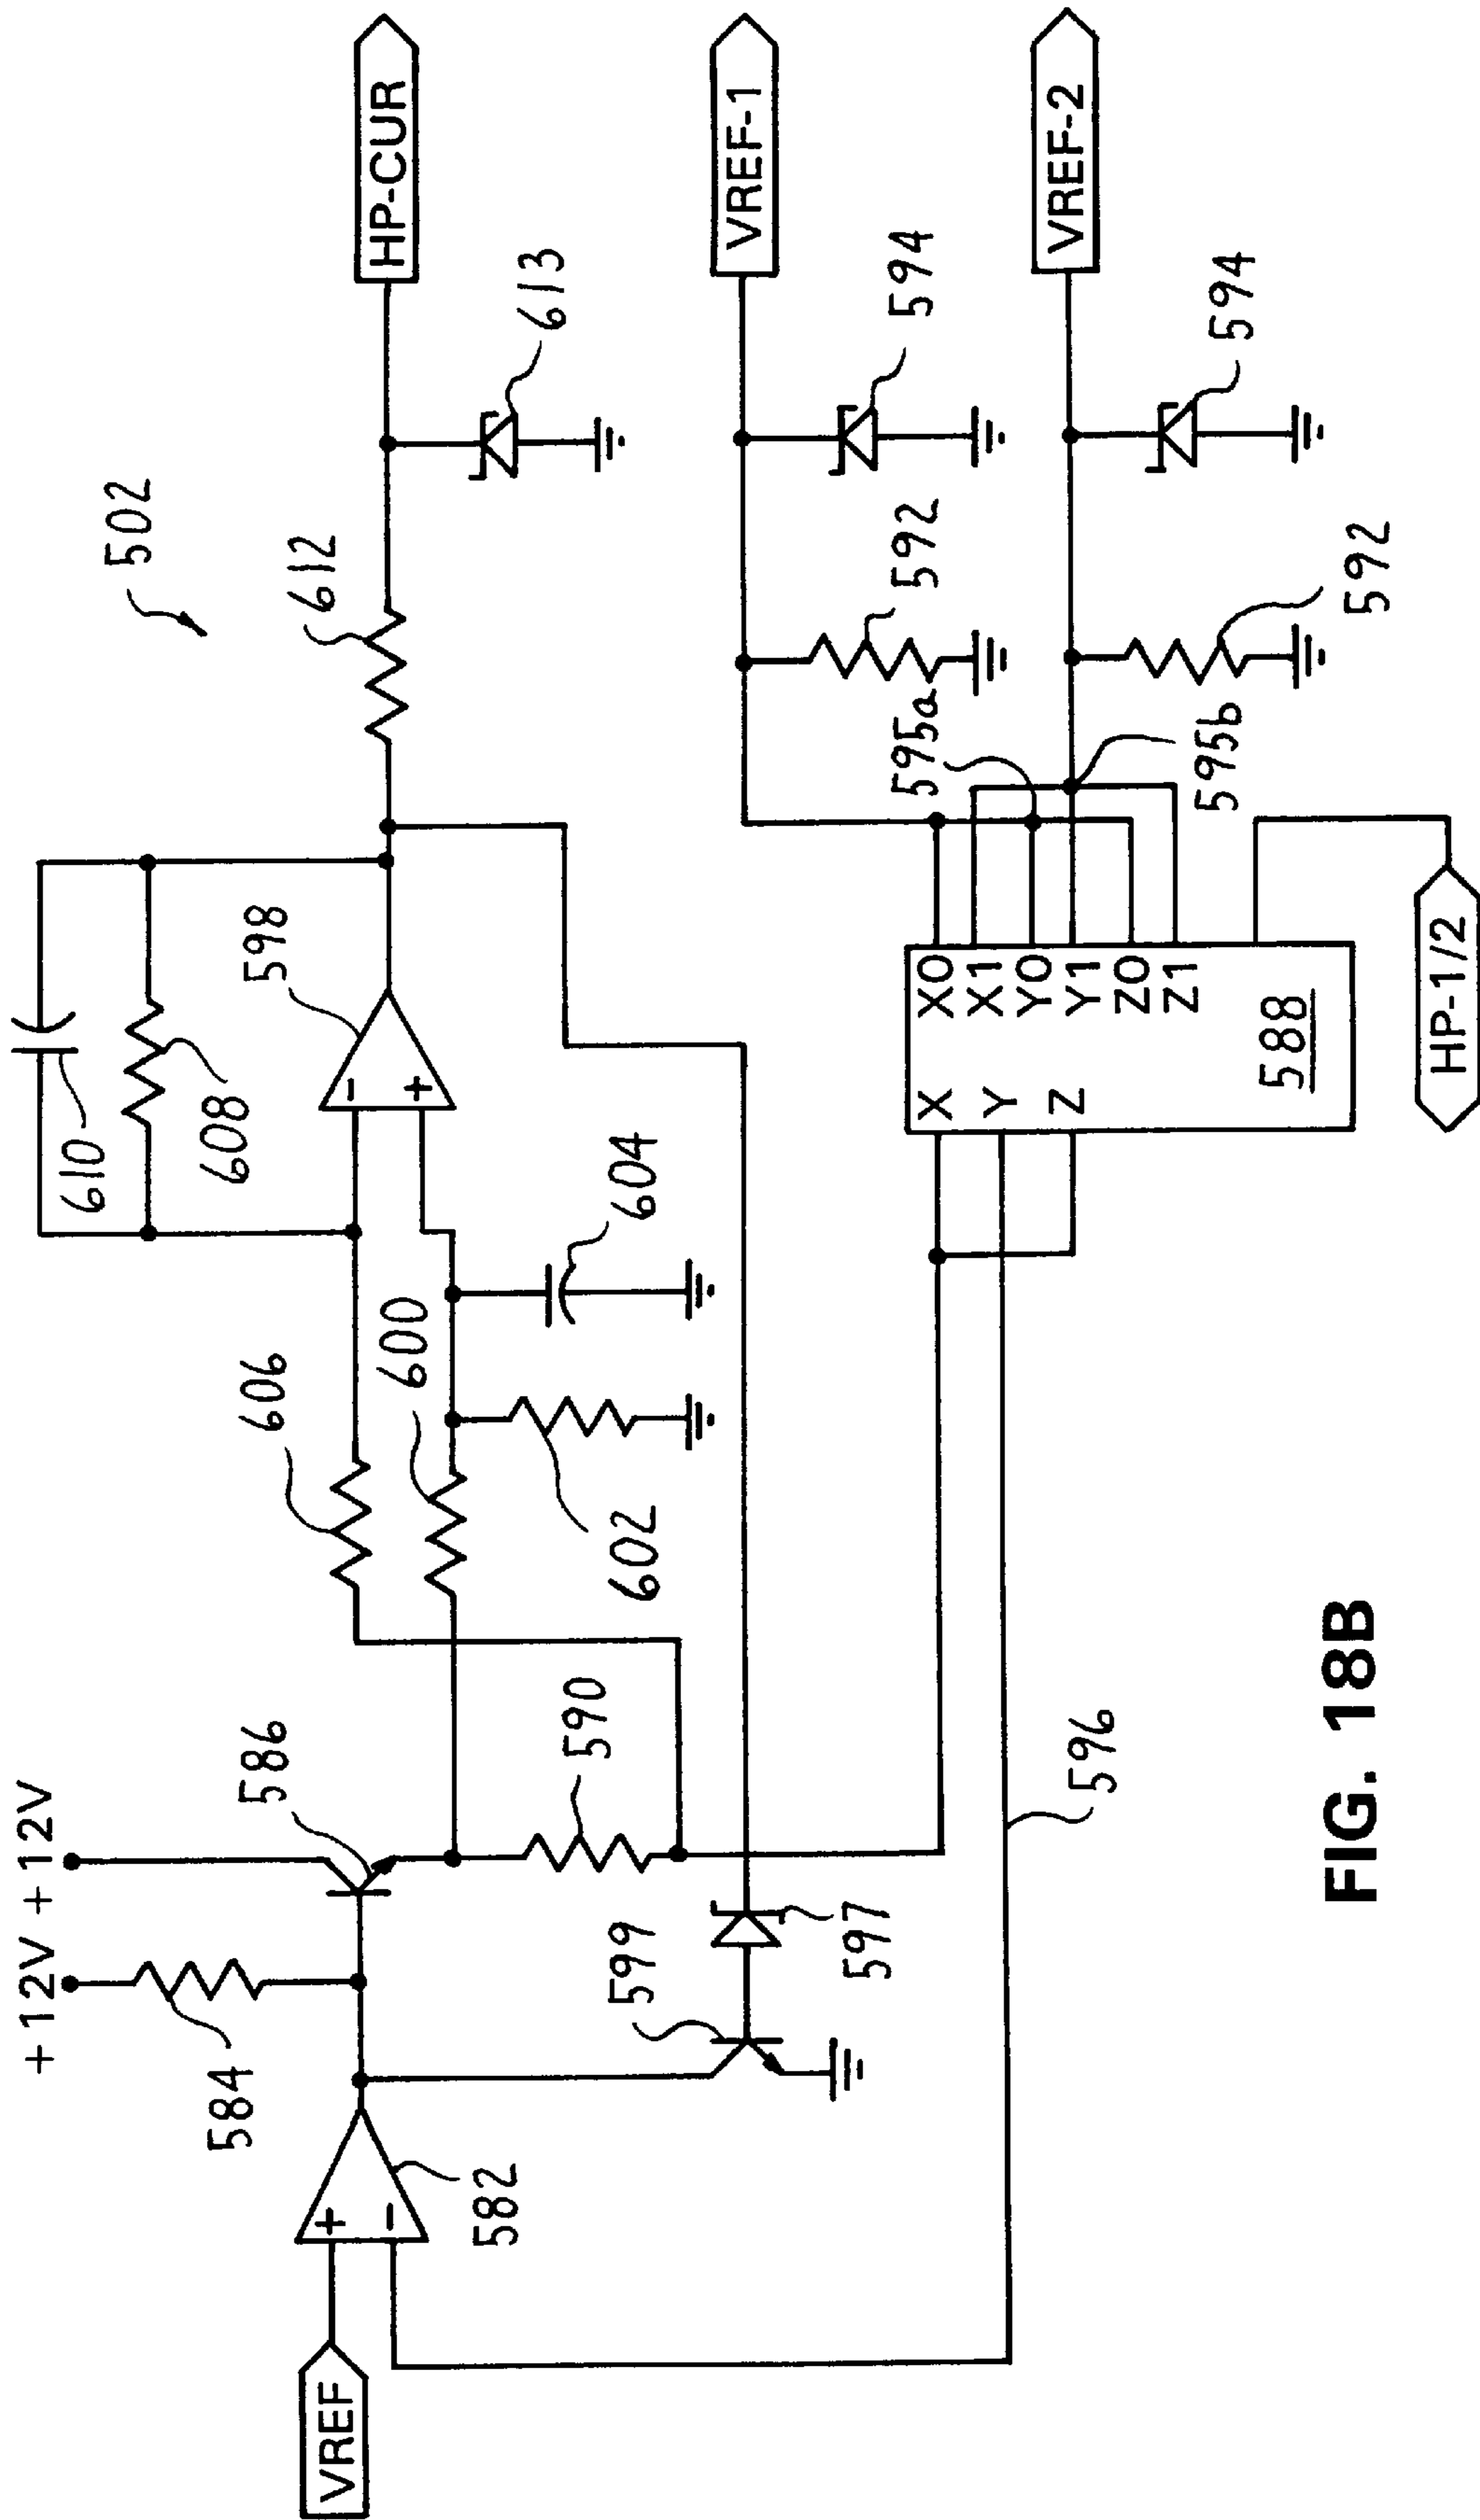 +12V
+12V
586
584
VREF
+
-
582
599
597
590
596
606
600
602
604
610
608
598
-
+
502
612
613
HP-CUR
VREF-1
594
592
595a
VREF-2
594
592
595b
X
Y
Z
X0
X1
Y0
Y1
Z0
Z1
588
HP-1/2
FIG. 18B